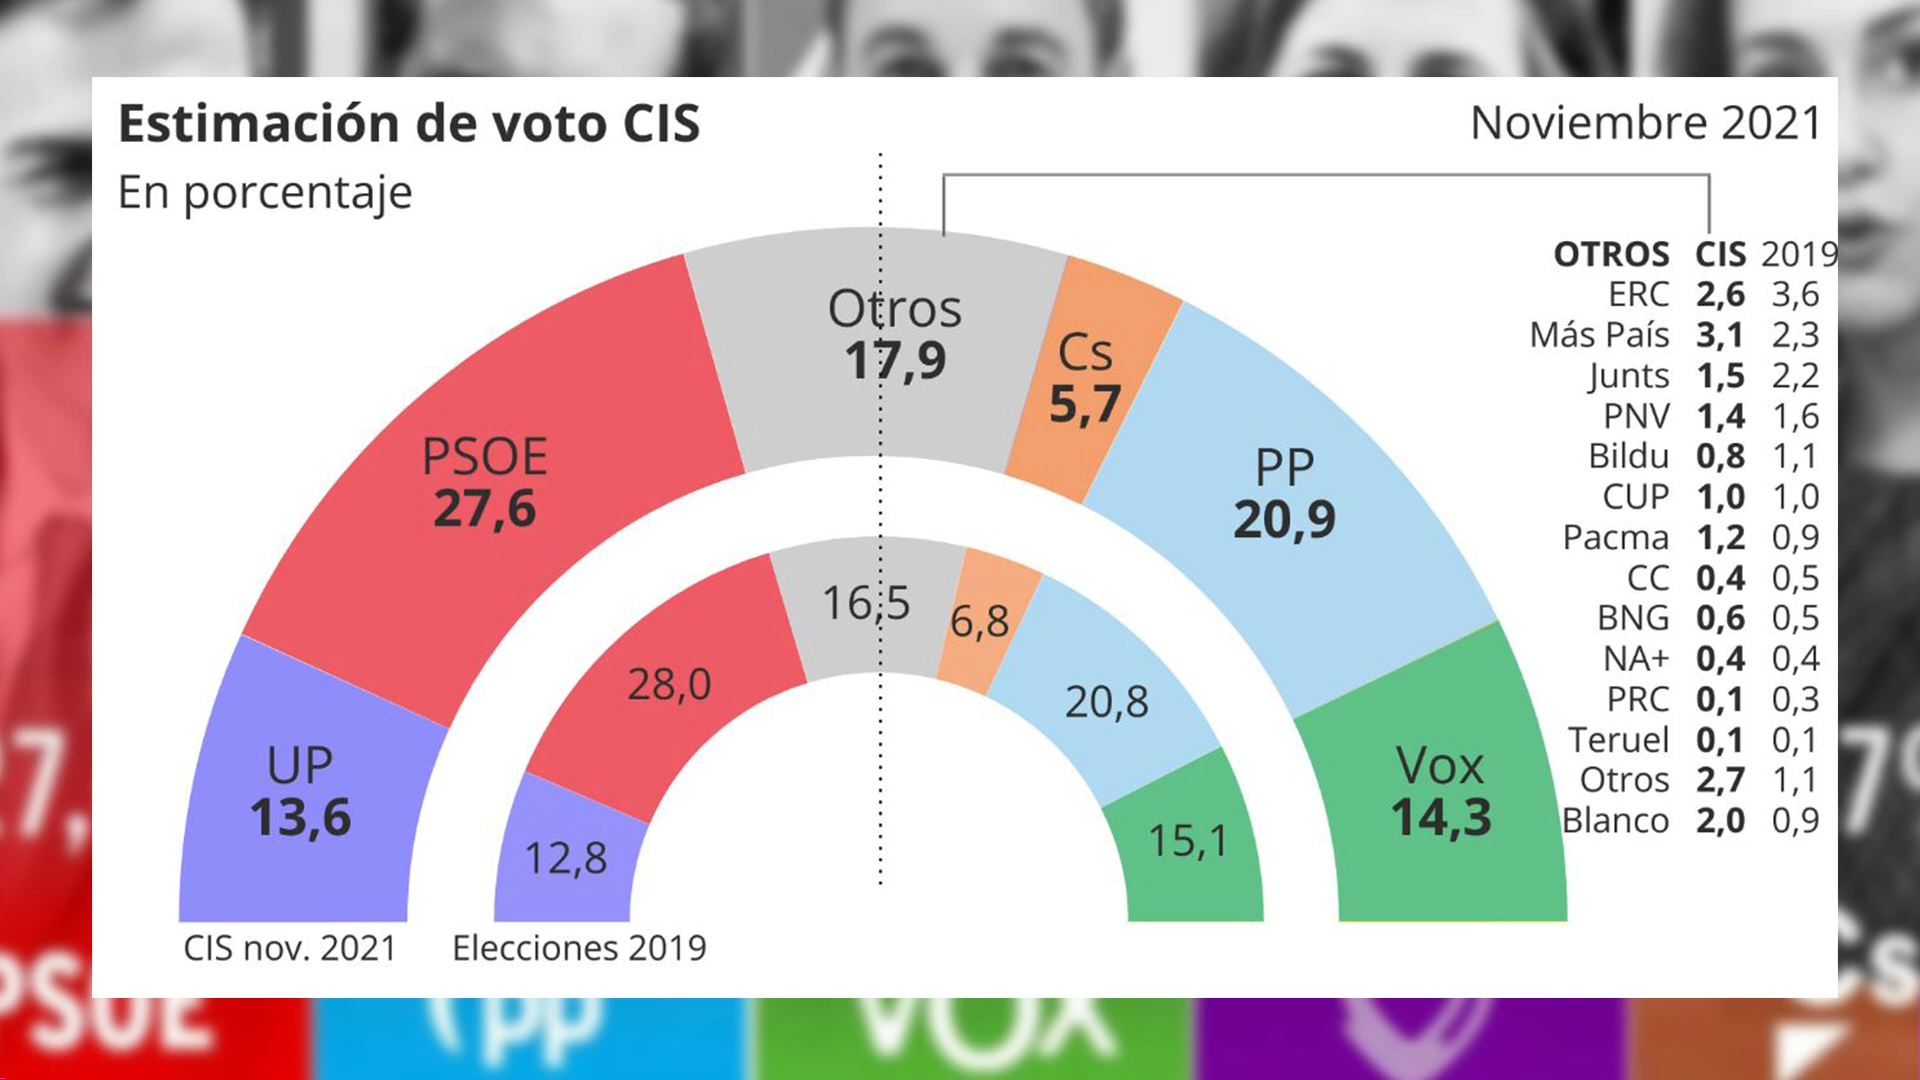 Estimación de voto CIS
Noviembre 2021
En porcentaje
Otros
17,9
Cs
5,7
PSOE
27,6
PP
20,9
UP
13,6
Vox
14,3
16,5
6,8
28,0
20,8
12,8
15,1
CIS nov. 2021
Elecciones 2019
OTROS CIS 2019
ERC 2,6 3,6
Más País 3,1 2,3
Junts 1,5 2,2
PNV 1,4 1,6
Bildu 0,8 1,1
CUP 1,0 1,0
Pacma 1,2 0,9
CC 0,4 0,5
BNG 0,6 0,5
NA+ 0,4 0,4
PRC 0,1 0,3
Teruel 0,1 0,1
Otros 2,7 1,1
Blanco 2,0 0,9
27,
7º
PSOE
pp
VOX
Cs